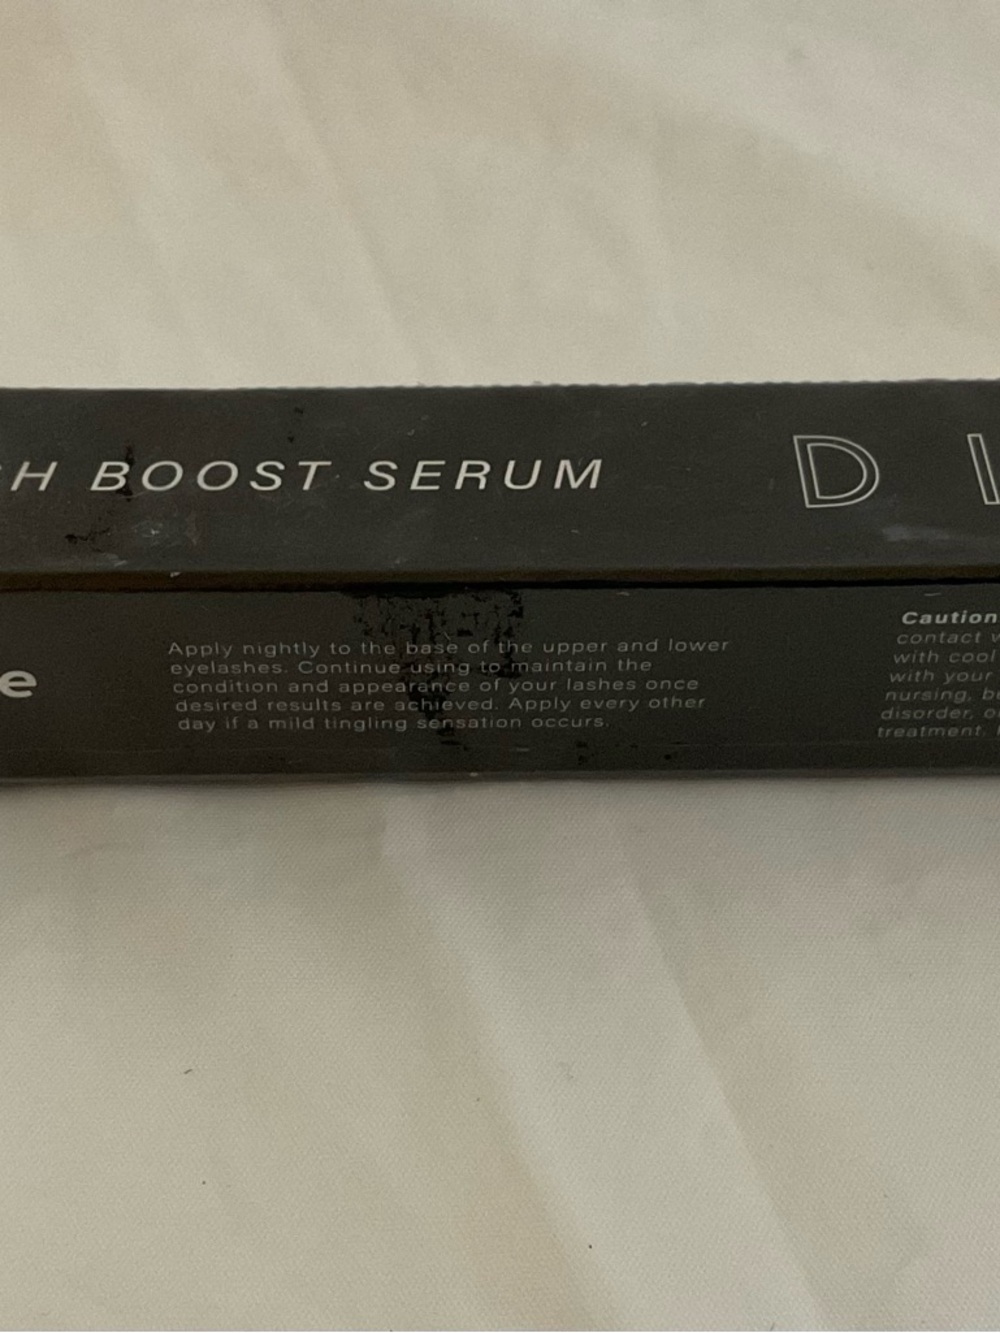 H BOOST SERUM
D I
e
Apply nightly to the base of the upper and lower
eyelashes. Continue using to maintain the
condition and appearance of your lashes once
desired results are achieved. Apply every other
day if a mild tingling sensation occurs.
Caution
contact
with cool
with your
nursing,
disorder,
treatment.